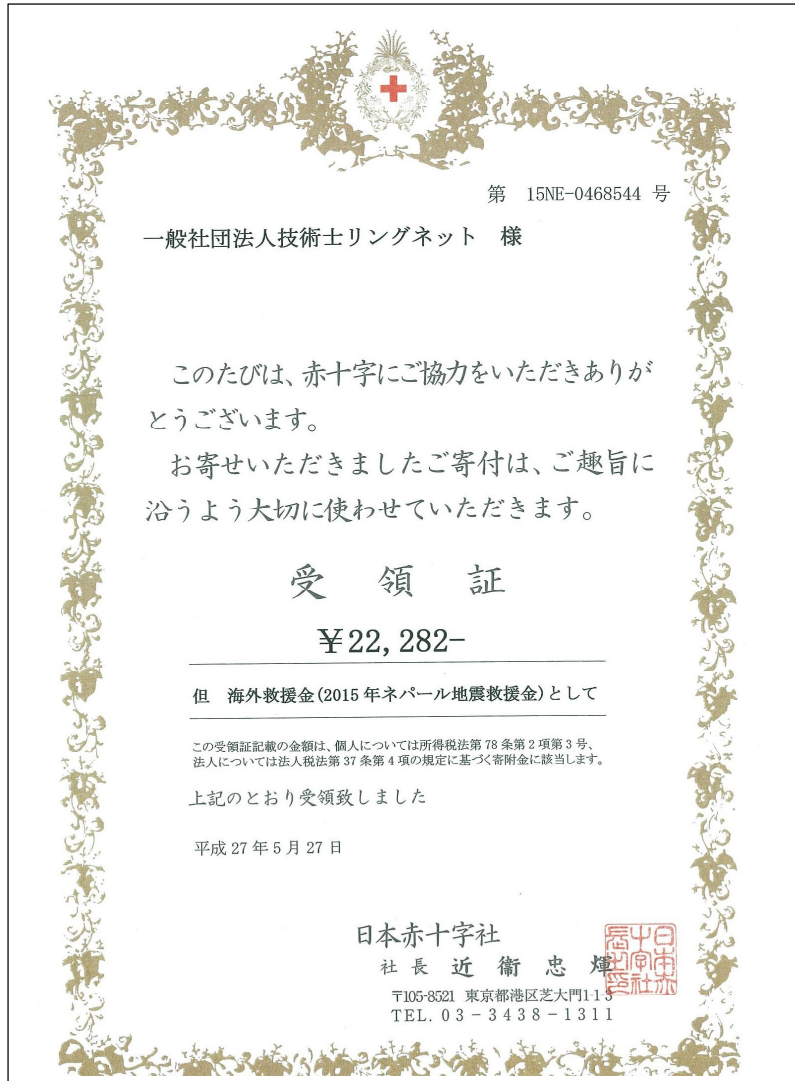 第 15NE-0468544 号
一般社団法人技術士リングネット 様
このたびは、赤十字にご協力をいただきありが
とうございます。
お寄せいただきましたご寄付は、ご趣旨に
沿うよう大切に使わせていただきます。
受 領 証
¥22,282-
但 海外救援金(2015年ネパール地震救援金)として
この受領証記載の金額は、個人については所得税法第78条第2項第3号、
法人については法人税法第37条第4項の規定に基づく寄附金に該当します。
上記のとおり受領致しました
平成27年5月27日
日本赤十字社
社長 近衞忠煇
日本赤十字社社長之印
〒105-8521 東京都港区芝大門1-1-3
TEL.03-3438-1311